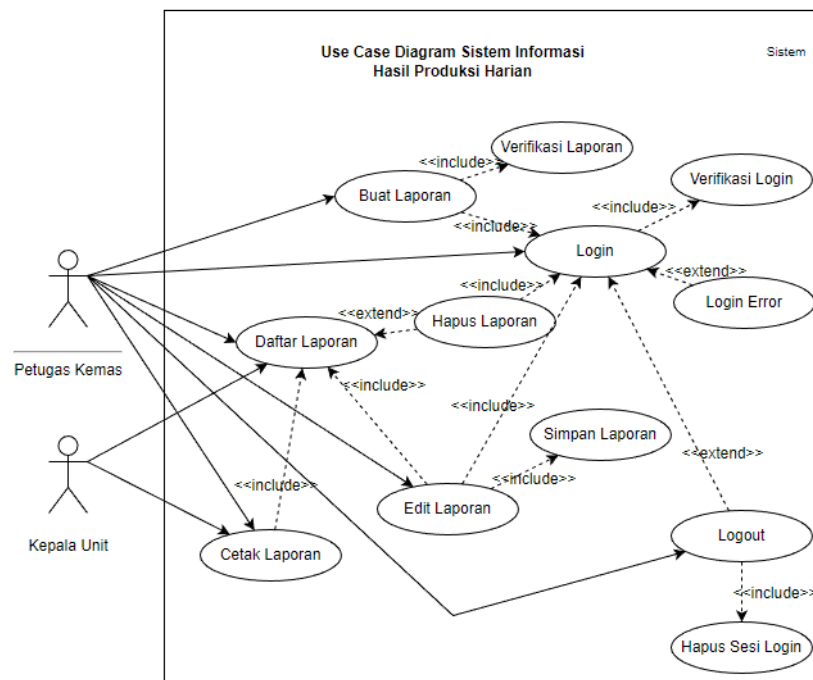 Use Case Diagram Sistem Informasi
Hasil Produksi Harian
Sistem
Verifikasi Laporan
<<include>>
Verifikasi Login
Buat Laporan
<<include>>
<<include>>
Login
<<extend>>
<<include>>
Login Error
<<extend>>
Hapus Laporan
Daftar Laporan
Petugas Kemas
<<include>>
<<include>>
Simpan Laporan
<<extend>>
<<include>>
<<include>>
Edit Laporan
Logout
Kepala Unit
Cetak Laporan
<<include>>
Hapus Sesi Login